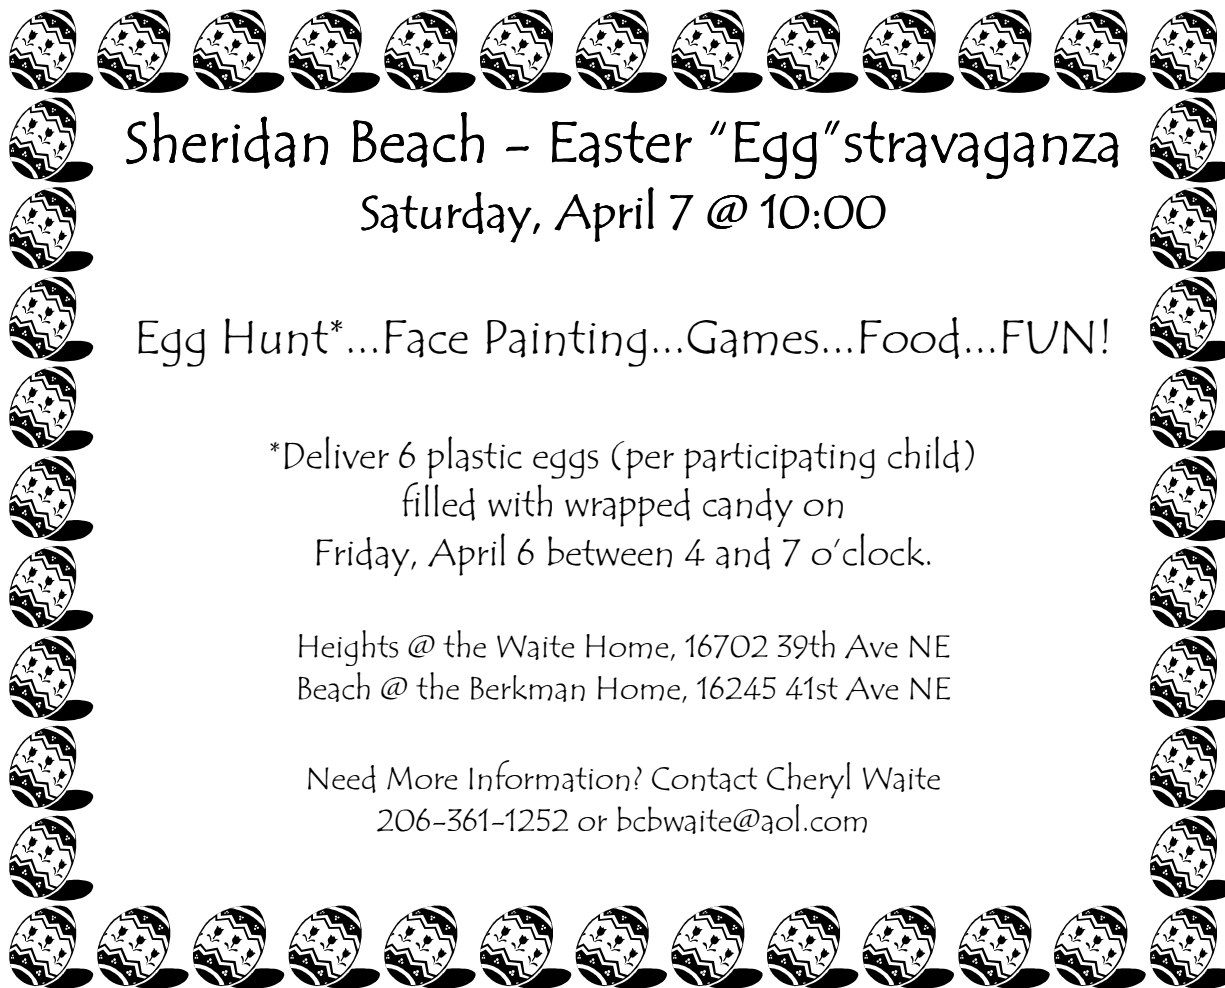 Sheridan Beach - Easter “Egg”stravaganza
Saturday, April 7 @ 10:00
Egg Hunt*...Face Painting...Games...Food...FUN!
*Deliver 6 plastic eggs (per participating child)
filled with wrapped candy on
Friday, April 6 between 4 and 7 o’clock.
Heights @ the Waite Home, 16702 39th Ave NE
Beach @ the Berkman Home, 16245 41st Ave NE
Need More Information? Contact Cheryl Waite
206-361-1252 or bcbwaite@aol.com